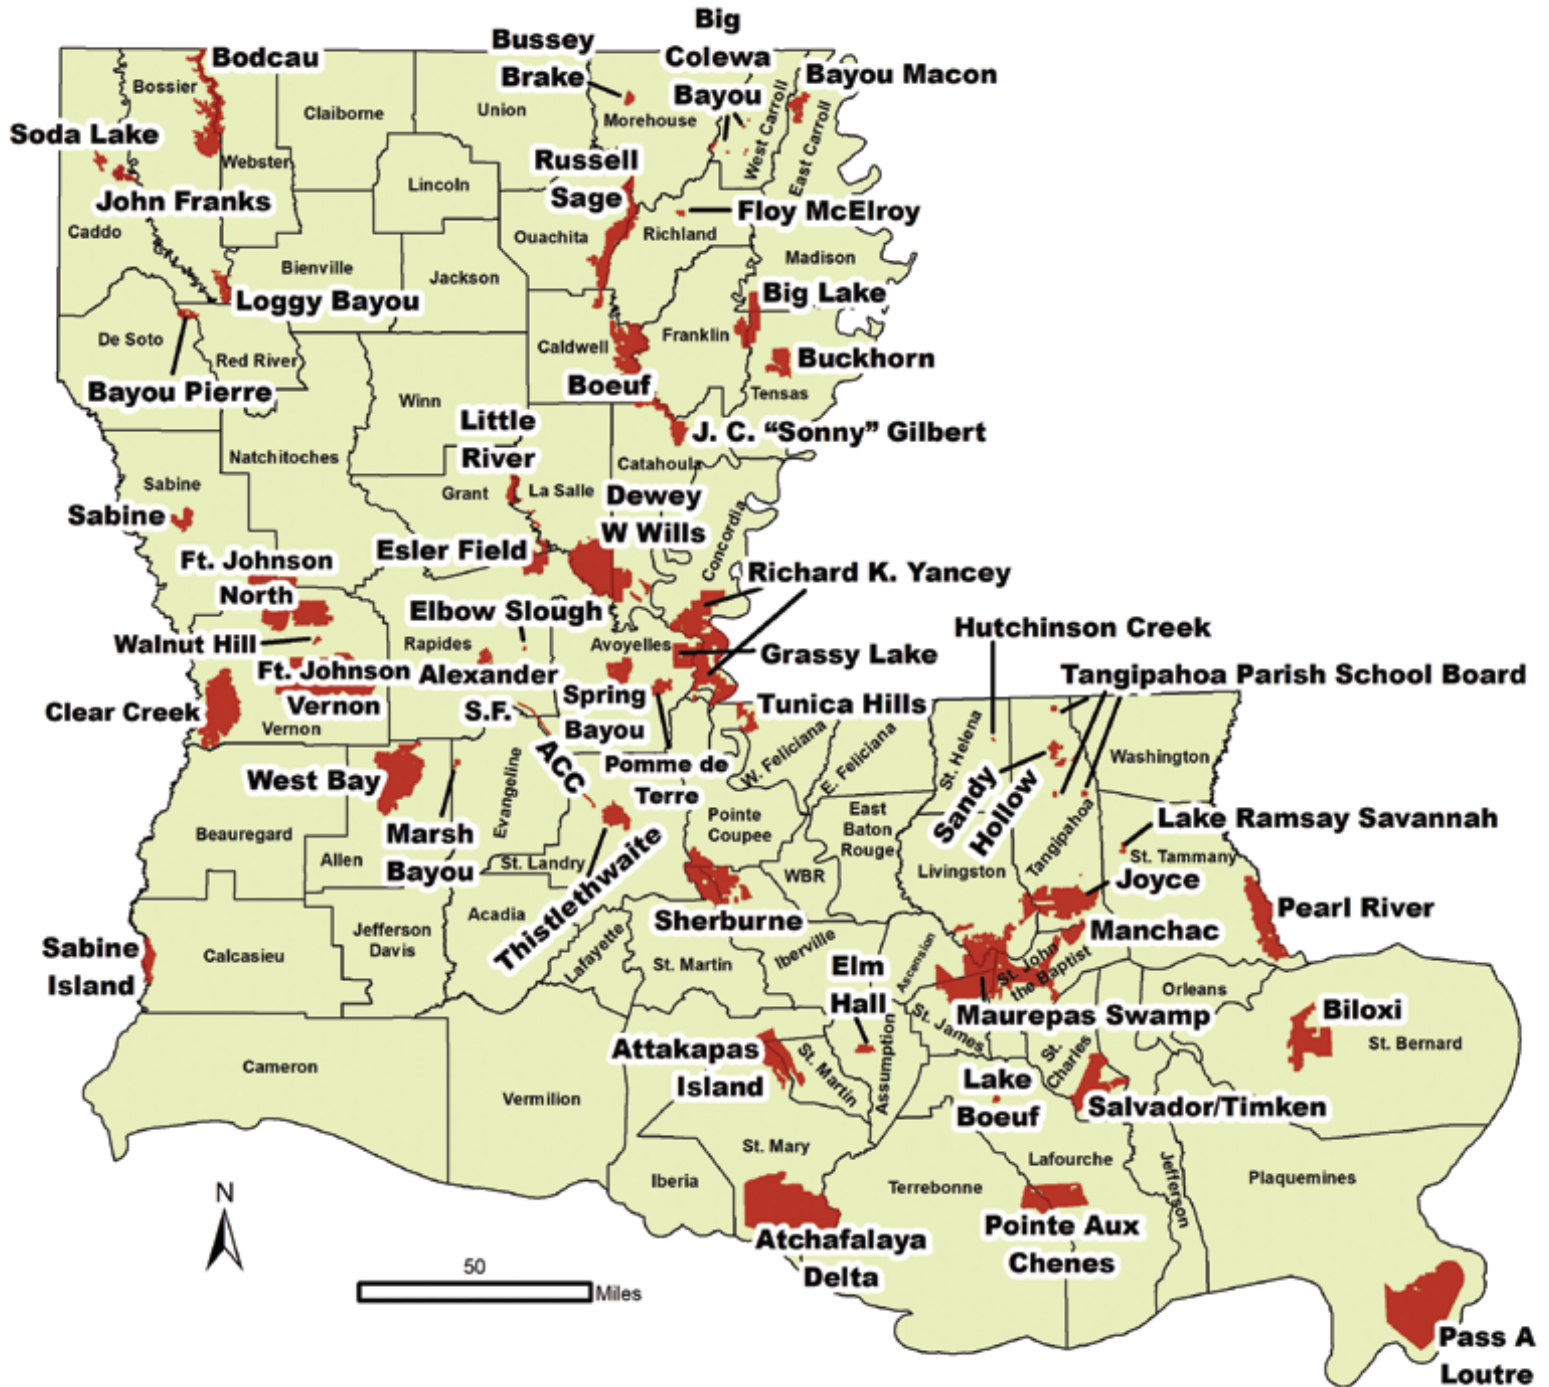 Big
Bussey
Colewa
Bodcau
Brake
Bayou
Bayou Macon
Bossier
Claiborne
Union
Morehouse
West Carroll
East Carroll
Soda Lake
Webster
Russell
Sage
Lincoln
John Franks
Floy McElroy
Caddo
Ouachita
Richland
Madison
Bienville
Jackson
Loggy Bayou
Big Lake
De Soto
Red River
Caldwell
Franklin
Buckhorn
Bayou Pierre
Boeuf
Tensas
Winn
Little
River
J. C. “Sonny” Gilbert
Natchitoches
Catahoula
Sabine
Grant
La Salle
Dewey
W Wills
Sabine
Concordia
Esler Field
Ft. Johnson
North
Richard K. Yancey
Elbow Slough
Hutchinson Creek
Walnut Hill
Rapides
Avoyelles
Grassy Lake
Ft. Johnson
Vernon
Alexander
S.F.
Tangipahoa Parish School Board
Spring
Bayou
Tunica Hills
Clear Creek
Vernon
W. Feliciana
E. Feliciana
St. Helena
Washington
ACC
Pomme de
Terre
West Bay
Evangeline
Sandy
Hollow
Pointe
Coupee
East
Baton
Rouge
Tangipahoa
Lake Ramsay Savannah
Beauregard
Allen
Marsh
Bayou
St. Landry
Thistlethwaite
WBR
Livingston
St. Tammany
Joyce
Acadia
Sherburne
Pearl River
Jefferson
Davis
Manchac
Sabine
Island
Calcasieu
Lafayette
St. Martin
Iberville
Ascension
St. John
the Baptist
Elm
Hall
Orleans
Maurepas Swamp
Biloxi
St. James
St. Bernard
Attakapas
Island
St. Martin
Assumption
St.
Charles
Cameron
Lake
Boeuf
Vermilion
Salvador/Timken
St. Mary
Lafourche
Iberia
Terrebonne
Jefferson
Plaquemines
N
Pointe Aux
Chenes
Atchafalaya
Delta
50
Miles
Pass A
Loutre